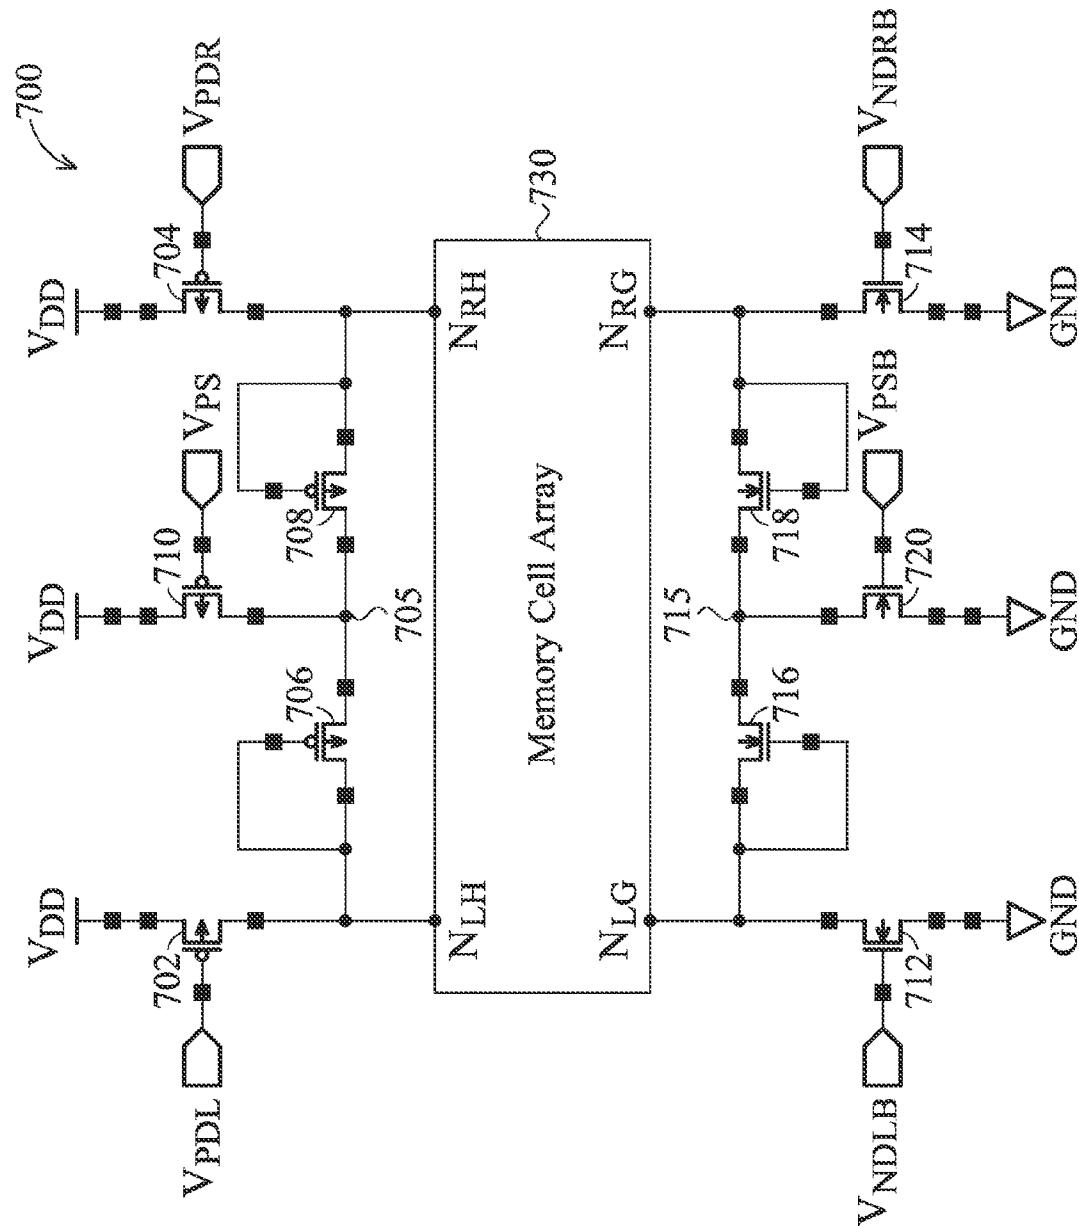 700
VDD
VDD
VDD
702
710
704
VPDL
VPS
VPDR
706
708
705
NLH
NRH
Memory Cell Array
730
NLG
NRG
715
716
718
VNDLB
VPSB
VNDRB
712
720
714
GND
GND
GND